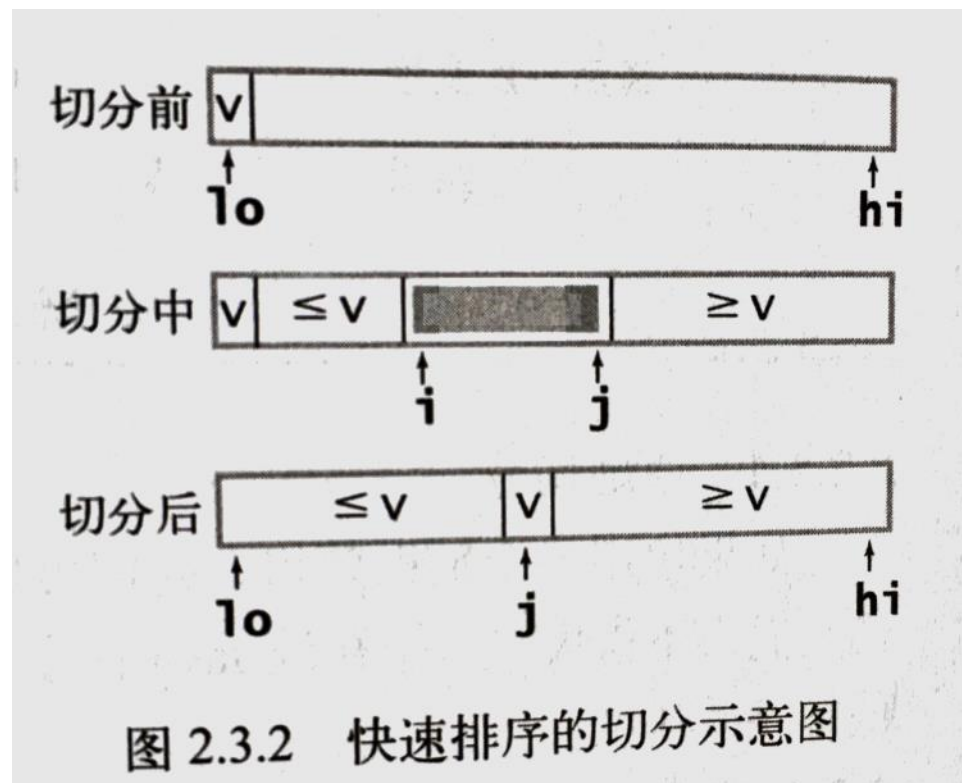 切分前 v
lo hi
切分中 v ≤ v ≥ v
i j
切分后 ≤ v v ≥ v
lo j hi
图 2.3.2 快速排序的切分示意图